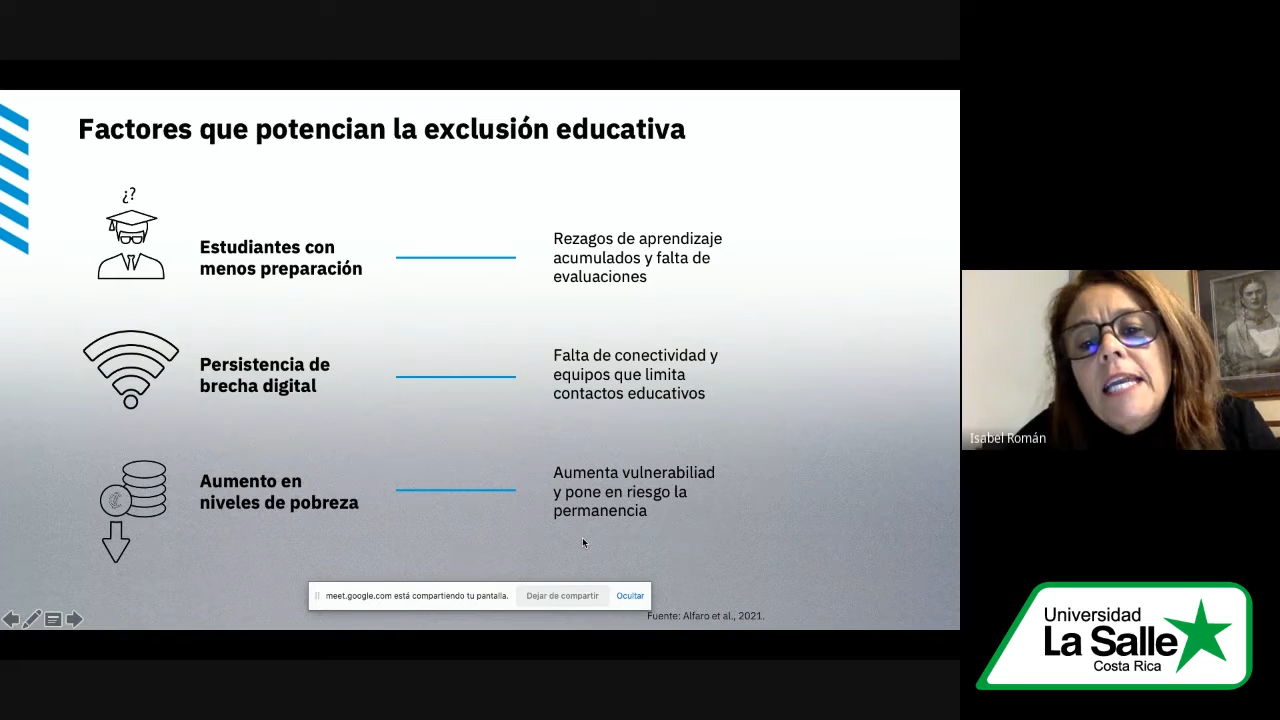 Factores que potencian la exclusión educativa
¿?
Estudiantes con
menos preparación
Rezagos de aprendizaje
acumulados y falta de
evaluaciones
Persistencia de
brecha digital
Falta de conectividad y
equipos que limita
contactos educativos
Aumento en
niveles de pobreza
Aumenta vulnerabiliad
y pone en riesgo la
permanencia
₡
meet.google.com está compartiendo tu pantalla.
Dejar de compartir
Ocultar
Fuente: Alfaro et al., 2021.
Isabel Román
Universidad
La Salle
Costa Rica